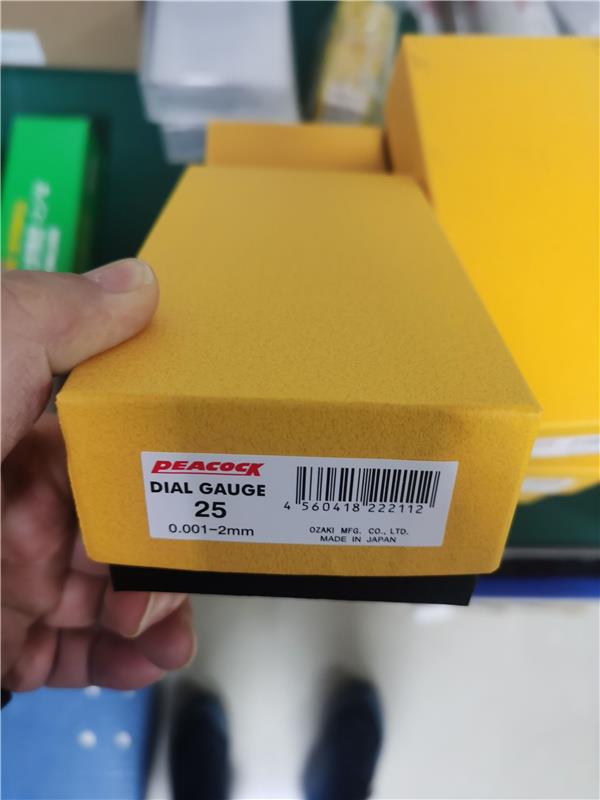 PEACOCK
DIAL GAUGE
25
0.001-2mm
4 560418 222112
OZAKI MFG. CO., LTD.
MADE IN JAPAN